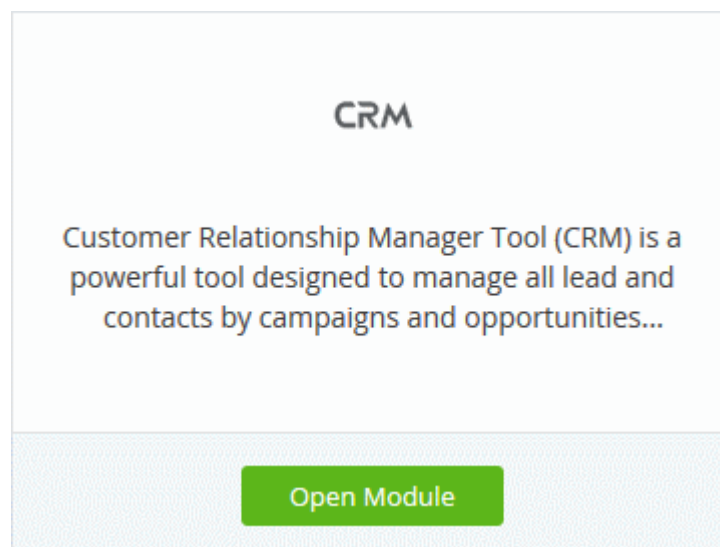 CRM
Customer Relationship Manager Tool (CRM) is a
powerful tool designed to manage all lead and
contacts by campaigns and opportunities...
Open Module